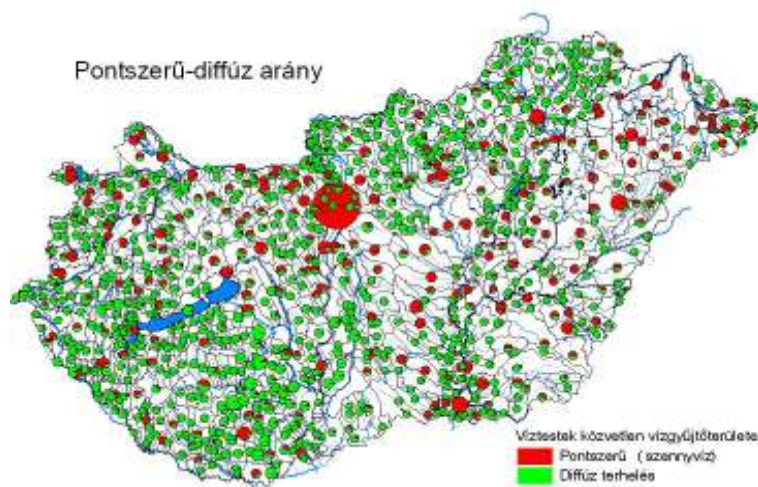 Pontszerű-diffúz arány
Víztestek közvetlen vízgyűjtőterülete
Pontszerű ( szennyvíz)
Diffúz terhelés